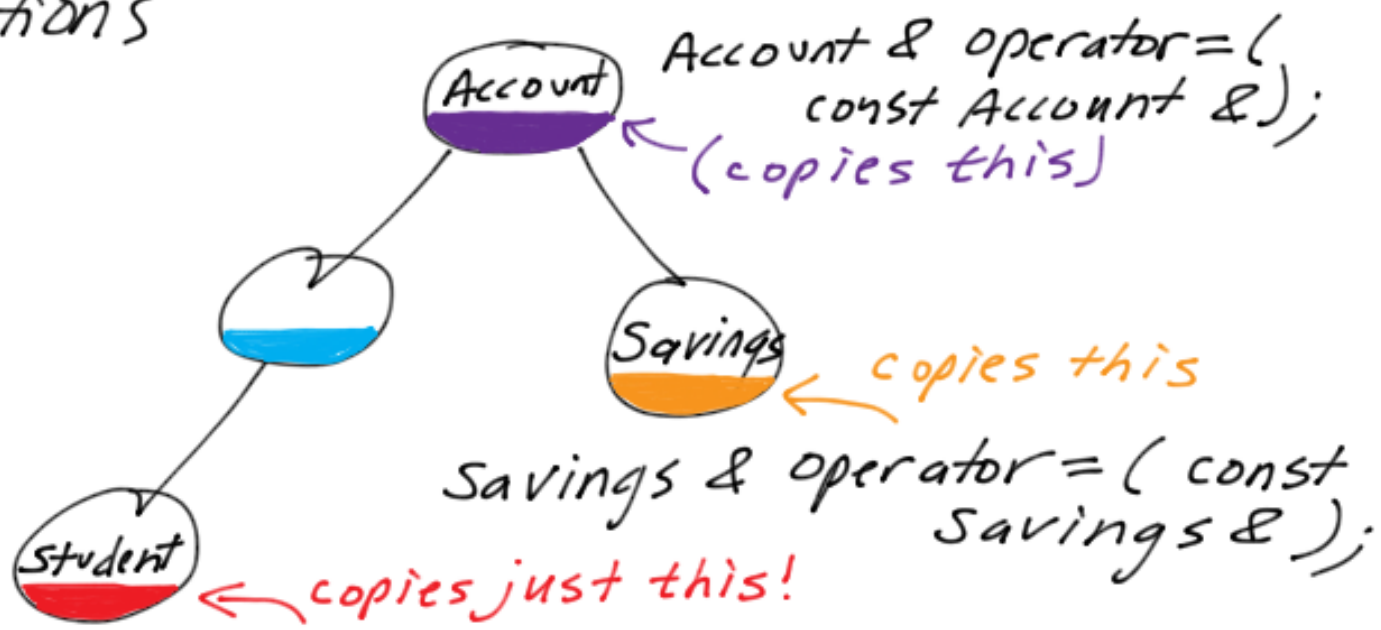 tions
Account
Account & operator=(
const Account &);
(copies this)
Savings
copies this
Savings & operator=( const
Savings & );
Student
copies just this!